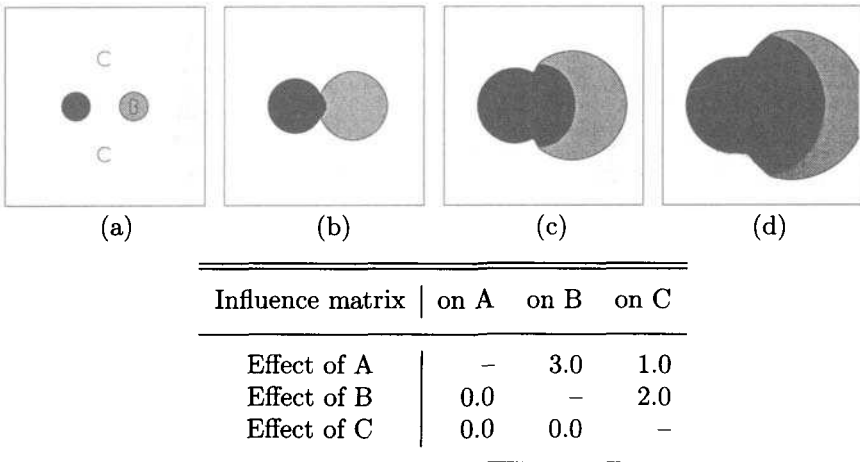 C
B
C
(a) (b) (c) (d)
Influence matrix on A on B on C
Effect of A – 3.0 1.0
Effect of B 0.0 – 2.0
Effect of C 0.0 0.0 –